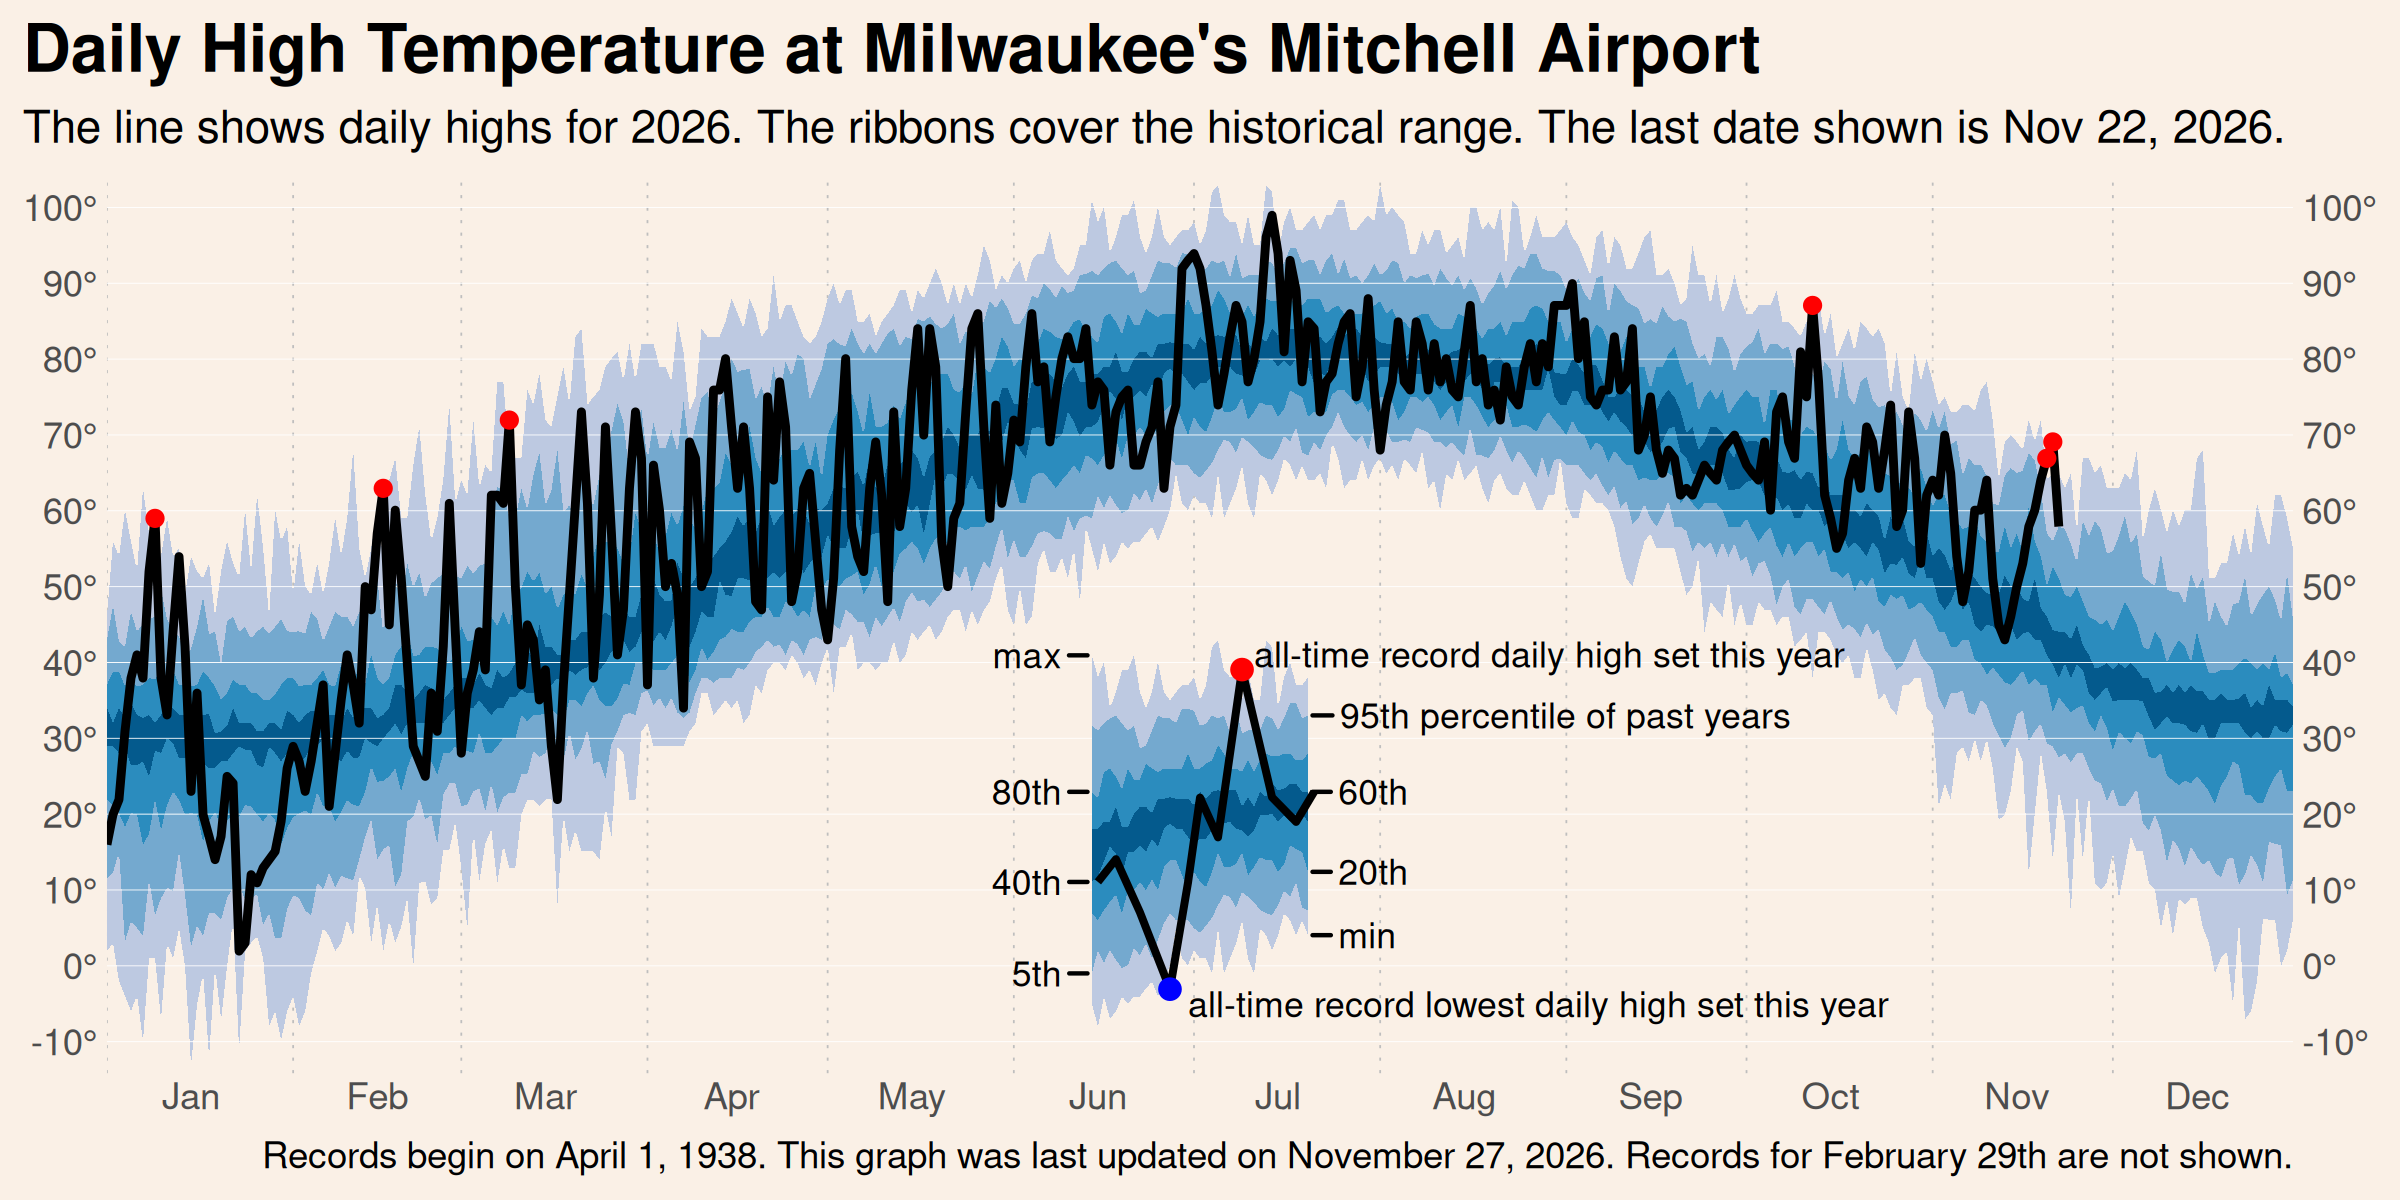 Daily High Temperature at Milwaukee's Mitchell Airport
The line shows daily highs for 2026. The ribbons cover the historical range. The last date shown is Nov 22, 2026.
100° 100°
90° 90°
80° 80°
70° 70°
60° 60°
50° 50°
40° 40°
30° 30°
20° 20°
10° 10°
0° 0°
-10° -10°
max all-time record daily high set this year
95th percentile of past years
80th 60th
40th 20th
min
5th
all-time record lowest daily high set this year
Jan Feb Mar Apr May Jun Jul Aug Sep Oct Nov Dec
Records begin on April 1, 1938. This graph was last updated on November 27, 2026. Records for February 29th are not shown.